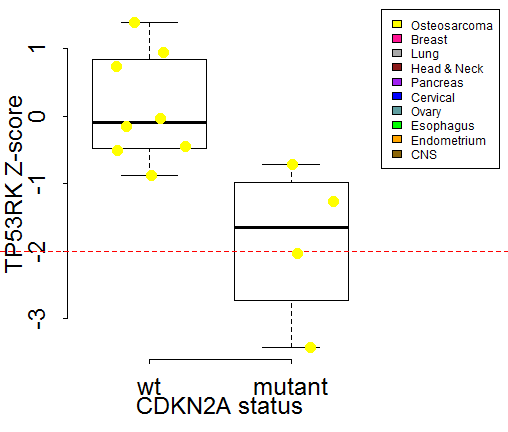 Osteosarcoma
Breast
Lung
Head & Neck
Pancreas
Cervical
Ovary
Esophagus
Endometrium
CNS
TP53RK Z-score
1
0
-1
-2
-3
wt mutant
CDKN2A status